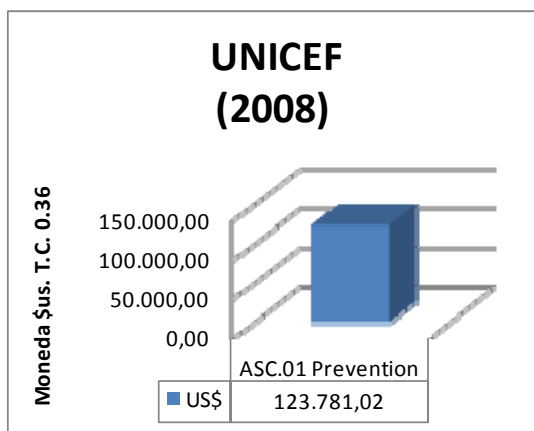 UNICEF
(2008)
Moneda $us. T.C. 0.36
150.000,00
100.000,00
50.000,00
0,00
ASC.01 Prevention
US$ 123.781,02